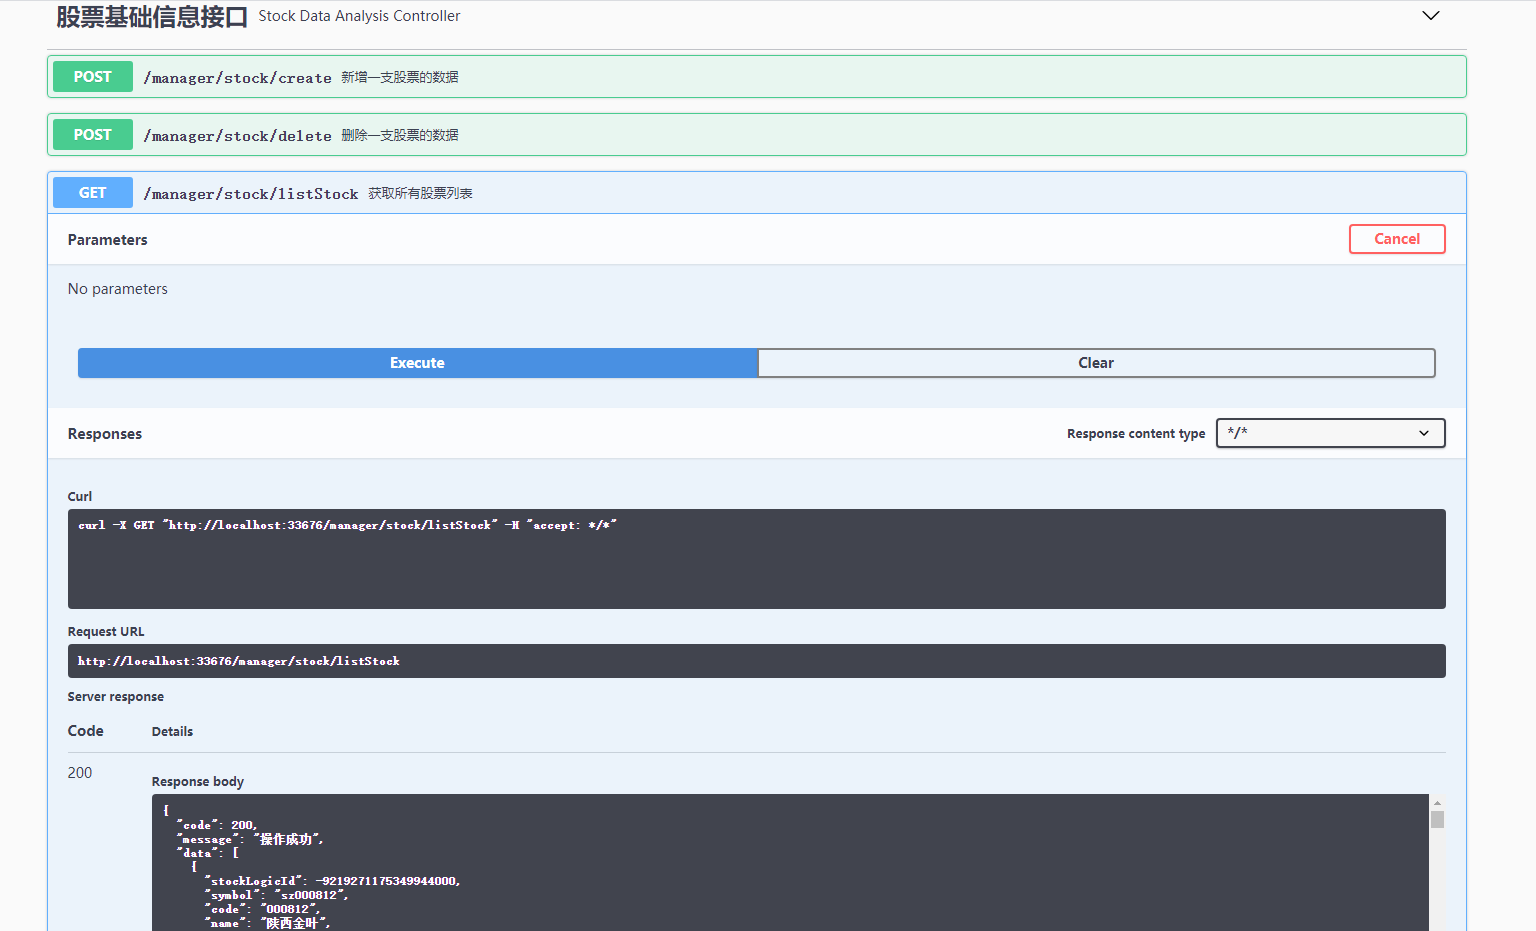 股票基础信息接口 Stock Data Analysis Controller
POST /manager/stock/create 新增一支股票的数据
POST /manager/stock/delete 删除一支股票的数据
GET /manager/stock/listStock 获取所有股票列表
Parameters Cancel
No parameters
Execute Clear
Responses Response content type */*
Curl
curl -X GET "http://localhost:33676/manager/stock/listStock" -H "accept: */*"
Request URL
http://localhost:33676/manager/stock/listStock
Server response
Code Details
200
Response body
{
"code": 200,
"message": "操作成功",
"data": [
{
"stockLogicId": -9219271175349944000,
"symbol": "sz000812",
"code": "000812",
"name": "陕西金叶",